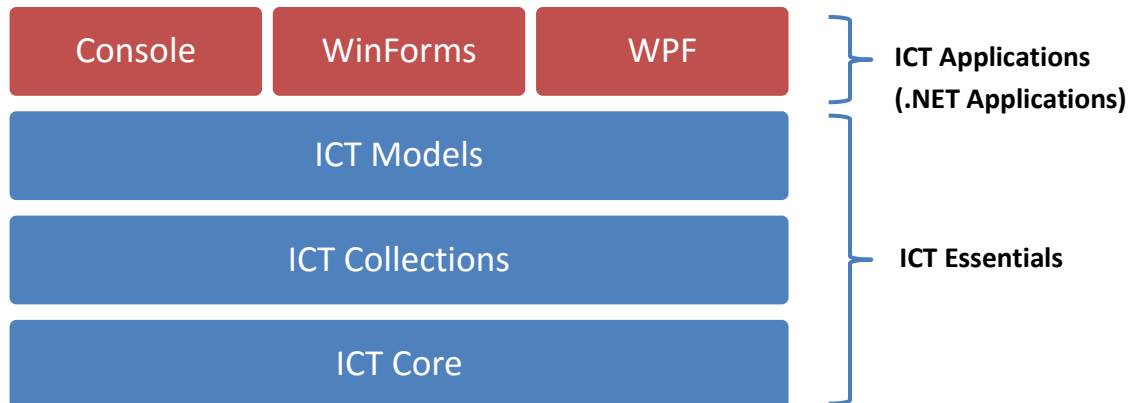 Console
WinForms
WPF
ICT Applications
(.NET Applications)
ICT Models
ICT Collections
ICT Essentials
ICT Core